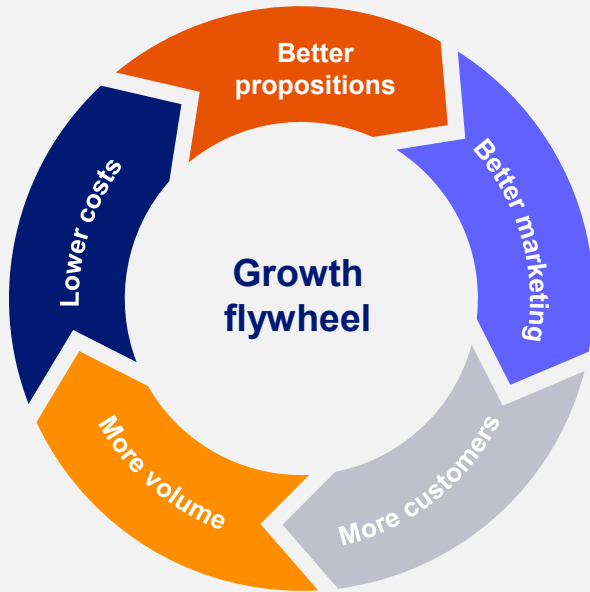 Better
propositions
Better marketing
More customers
More volume
Lower costs
Growth
flywheel